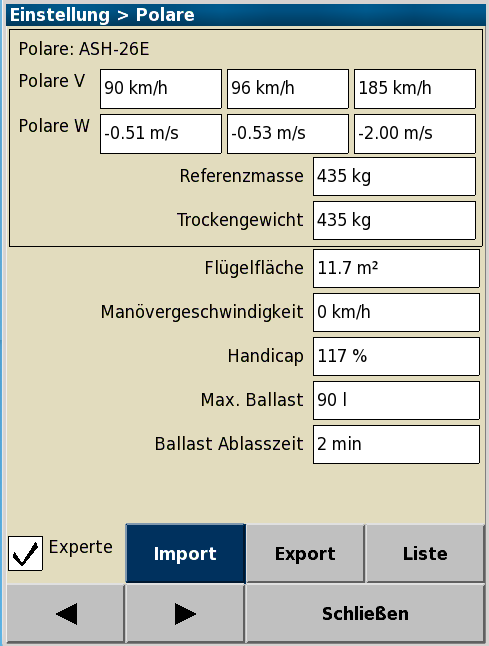 Einstellung > Polare
Polare: ASH-26E
Polare V 90 km/h 96 km/h 185 km/h
Polare W -0.51 m/s -0.53 m/s -2.00 m/s
Referenzmasse 435 kg
Trockengewicht 435 kg
Flügelfläche 11.7 m²
Manövergeschwindigkeit 0 km/h
Handicap 117 %
Max. Ballast 90 l
Ballast Ablasszeit 2 min
Experte Import Export Liste
Schließen